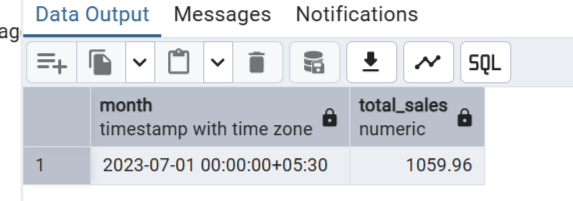 Data Output Messages Notifications
ag
SQL
month total_sales
timestamp with time zone numeric
1 2023-07-01 00:00:00+05:30 1059.96